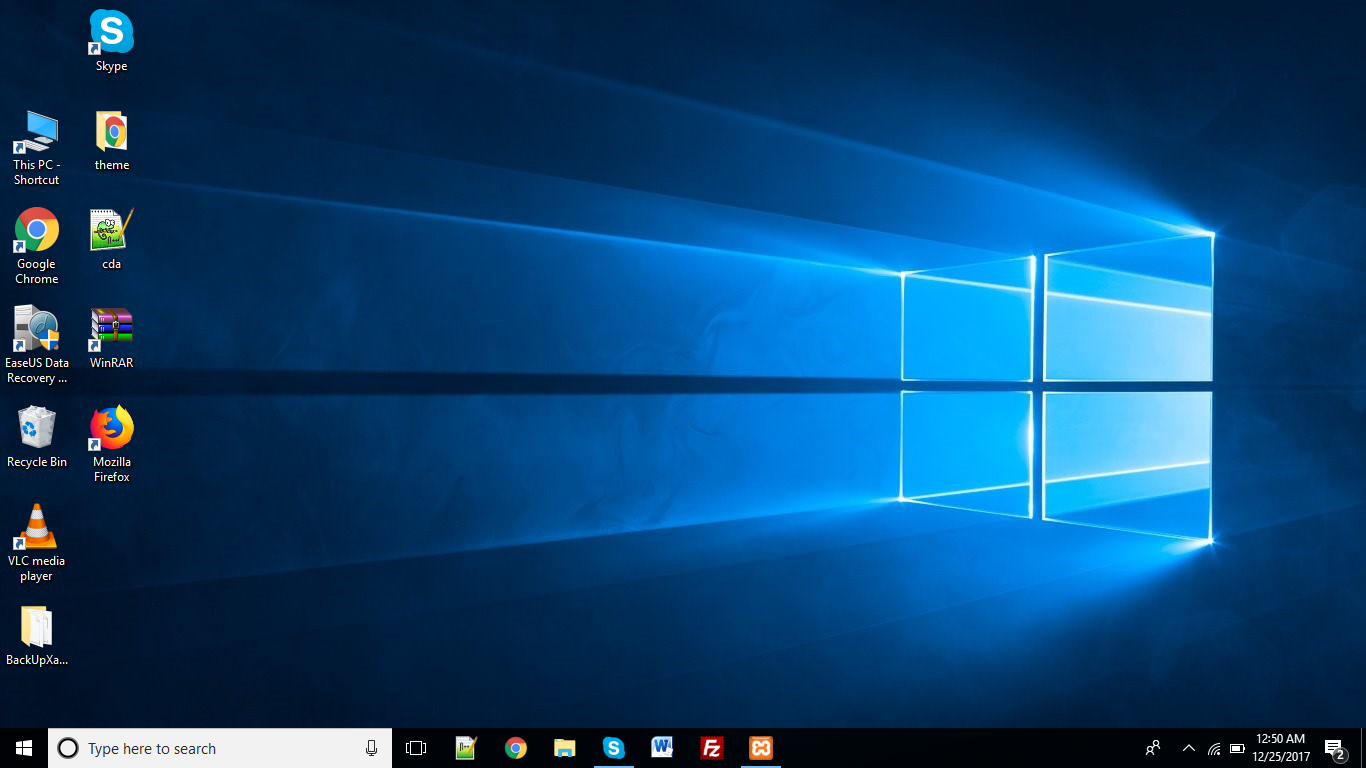 Skype
This PC -
Shortcut
theme
Google
Chrome
cda
EaseUS Data
Recovery ...
WinRAR
Recycle Bin
Mozilla
Firefox
VLC media
player
BackUpXa...
Type here to search
12:50 AM
12/25/2017
2